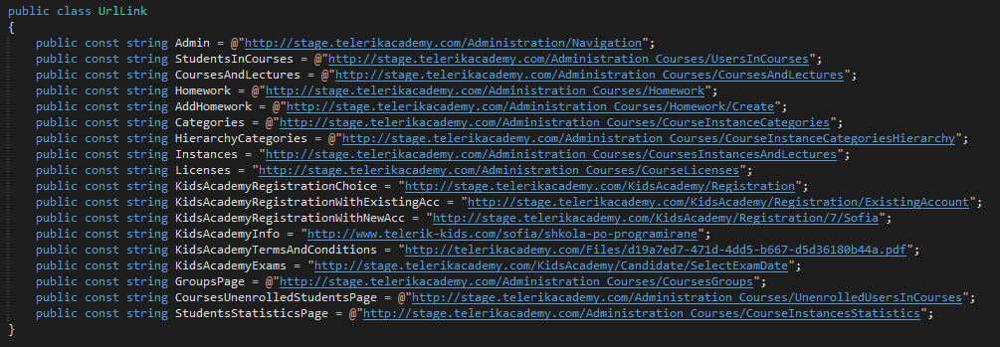 public class UrlLink
{
public const string Admin = @"http://stage.telerikacademy.com/Administration/Navigation";
public const string StudentsInCourses = @"http://stage.telerikacademy.com/Administration_Courses/UsersInCourses";
public const string CoursesAndLectures = @"http://stage.telerikacademy.com/Administration_Courses/CoursesAndLectures";
public const string Homework = @"http://stage.telerikacademy.com/Administration_Courses/Homework";
public const string AddHomework = @"http://stage.telerikacademy.com/Administration_Courses/Homework/Create";
public const string Categories = @"http://stage.telerikacademy.com/Administration_Courses/CourseInstanceCategories";
public const string HierarchyCategories = @"http://stage.telerikacademy.com/Administration_Courses/CourseInstanceCategoriesHierarchy";
public const string Instances = "http://stage.telerikacademy.com/Administration_Courses/CoursesInstancesAndLectures";
public const string Licenses = "http://stage.telerikacademy.com/Administration_Courses/CourseLicenses";
public const string KidsAcademyRegistrationChoice = "http://stage.telerikacademy.com/KidsAcademy/Registration";
public const string KidsAcademyRegistrationWithExistingAcc = "http://stage.telerikacademy.com/KidsAcademy/Registration/ExistingAccount";
public const string KidsAcademyRegistrationWithNewAcc = "http://stage.telerikacademy.com/KidsAcademy/Registration/7/Sofia";
public const string KidsAcademyInfo = "http://www.telerik-kids.com/sofia/shkola-po-programirane";
public const string KidsAcademyTermsAndConditions = "http://telerikacademy.com/Files/d19a7ed7-471d-4dd5-b667-d5d36180b44a.pdf";
public const string KidsAcademyExams = "http://stage.telerikacademy.com/KidsAcademy/Candidate/SelectExamDate";
public const string GroupsPage = @"http://stage.telerikacademy.com/Administration_Courses/CoursesGroups";
public const string CoursesUnenrolledStudentsPage = @"http://stage.telerikacademy.com/Administration_Courses/UnenrolledUsersInCourses";
public const string StudentsStatisticsPage = @"http://stage.telerikacademy.com/Administration_Courses/CourseInstancesStatistics";
}